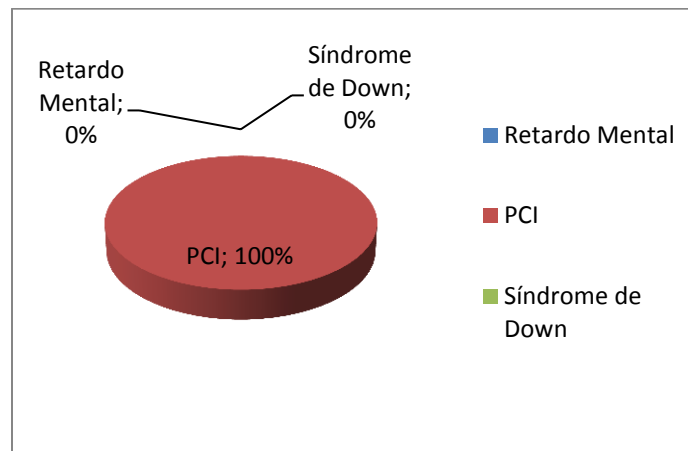 Retardo
Mental;
0%
Síndrome
de Down;
0%
PCI; 100%
Retardo Mental
PCI
Síndrome de
Down